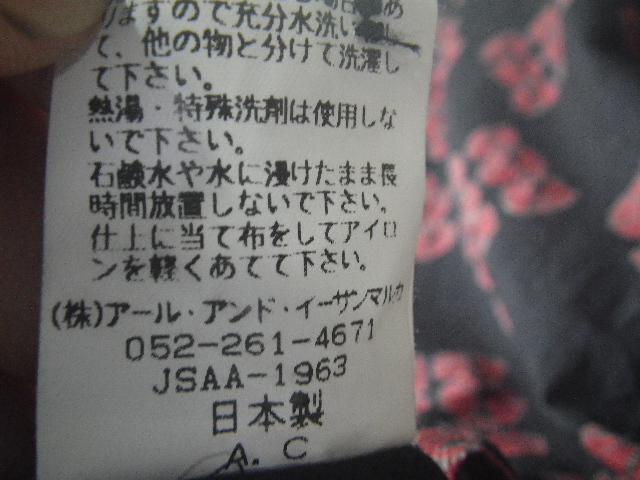 りますので充分水洗い
て、他の物と分けて洗濯し
て下さい。
熱湯・特殊洗剤は使用しな
いで下さい。
石鹸水や水に浸けたまま長
時間放置しないで下さい。
仕上に当て布をしてアイロ
ンを軽くあてて下さい。
(株)アール・アンド・イーサンマルカ
052-261-4671
JSAA-1963
日本製
A. C